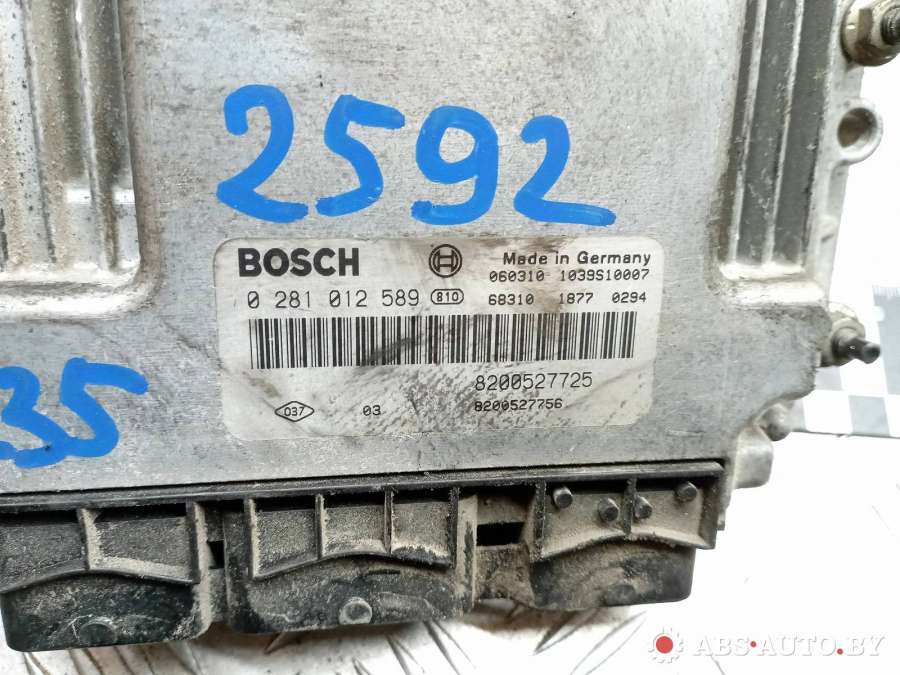 2592
BOSCH Made in Germany
060310 1039S10007
0 281 012 589 810 68310 1877 0294
8200527725
037 03 8200527756
35
ABS-AUTO.BY